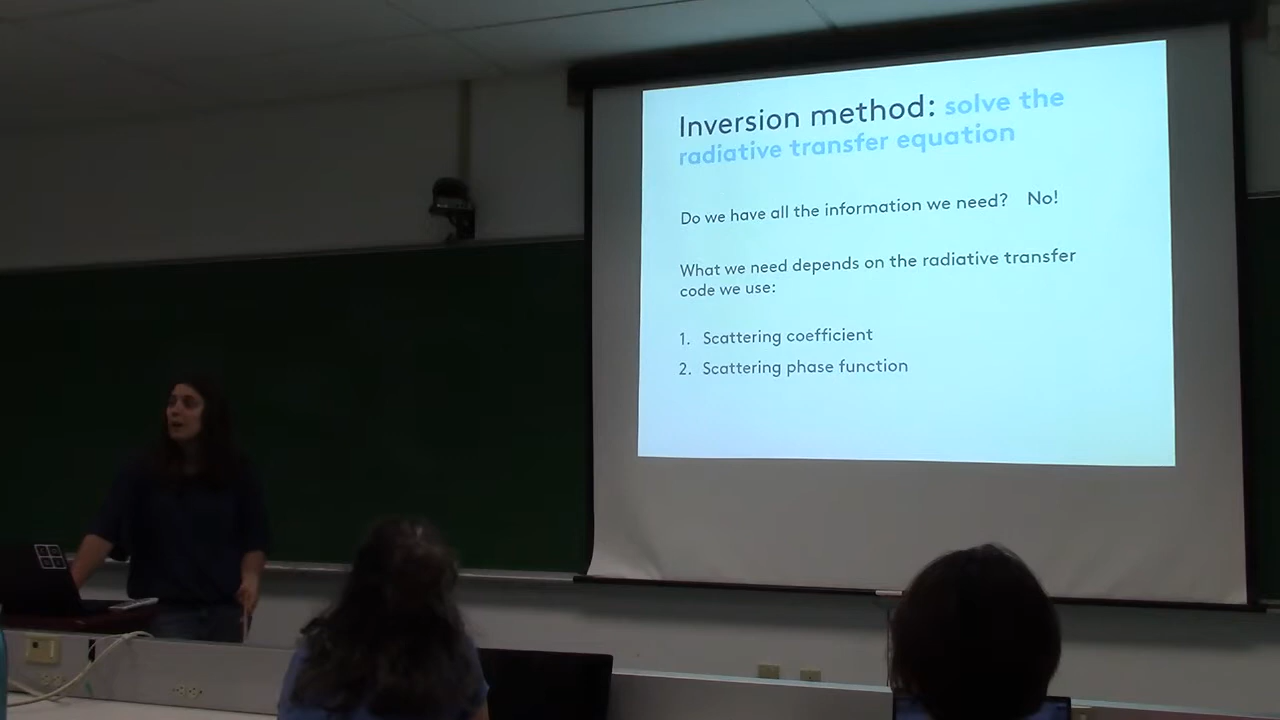 Inversion method: solve the
radiative transfer equation
Do we have all the information we need? No!
What we need depends on the radiative transfer
code we use:
1. Scattering coefficient
2. Scattering phase function